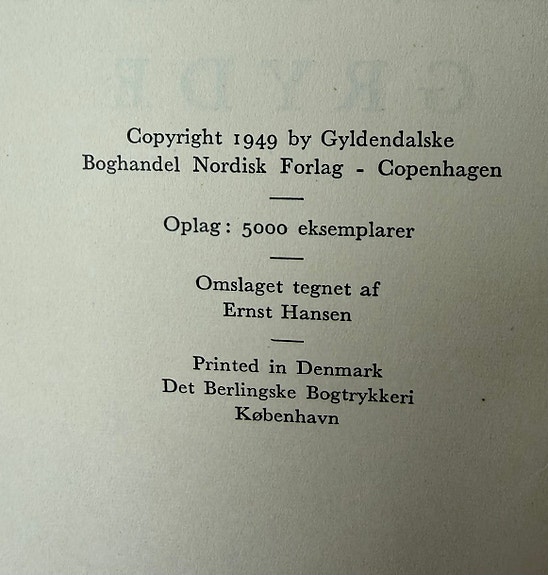 GRYDE
Copyright 1949 by Gyldendalske
Boghandel Nordisk Forlag - Copenhagen
Oplag: 5000 eksemplarer
Omslaget tegnet af
Ernst Hansen
Printed in Denmark
Det Berlingske Bogtrykkeri
København